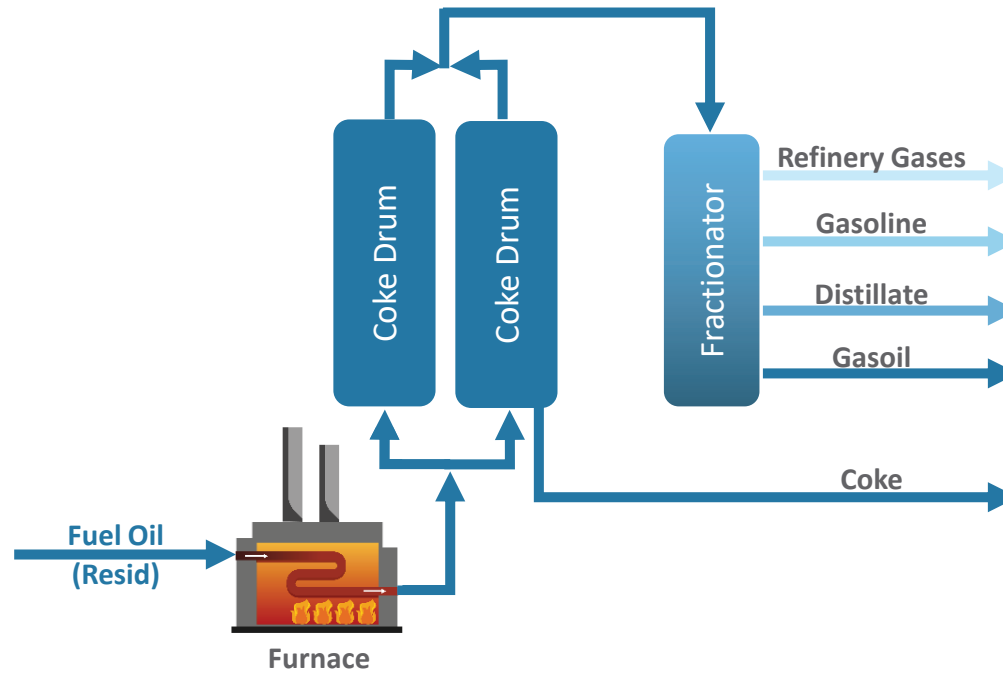 Refinery Gases
Coke Drum
Coke Drum
Fractionator
Gasoline
Distillate
Gasoil
Coke
Fuel Oil
(Resid)
Furnace